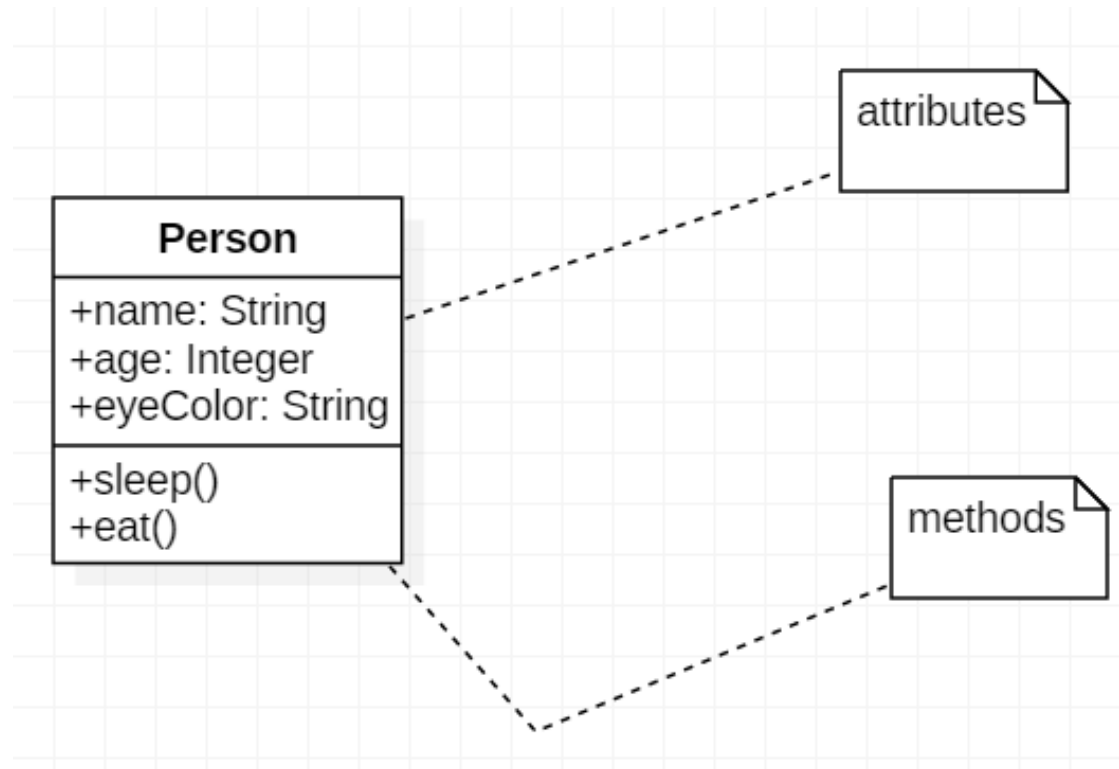 attributes
Person
+name: String
+age: Integer
+eyeColor: String
+sleep()
+eat()
methods